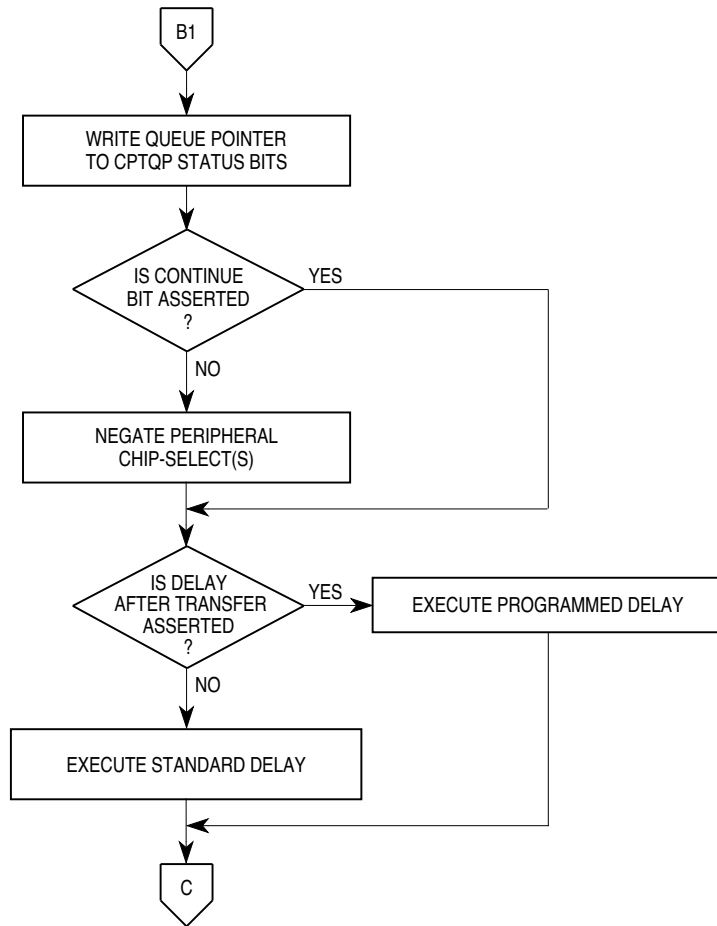 B1
WRITE QUEUE POINTER
TO CPTQP STATUS BITS
IS CONTINUE
BIT ASSERTED
?
YES
NO
NEGATE PERIPHERAL
CHIP-SELECT(S)
IS DELAY
AFTER TRANSFER
ASSERTED
?
YES
EXECUTE PROGRAMMED DELAY
NO
EXECUTE STANDARD DELAY
C